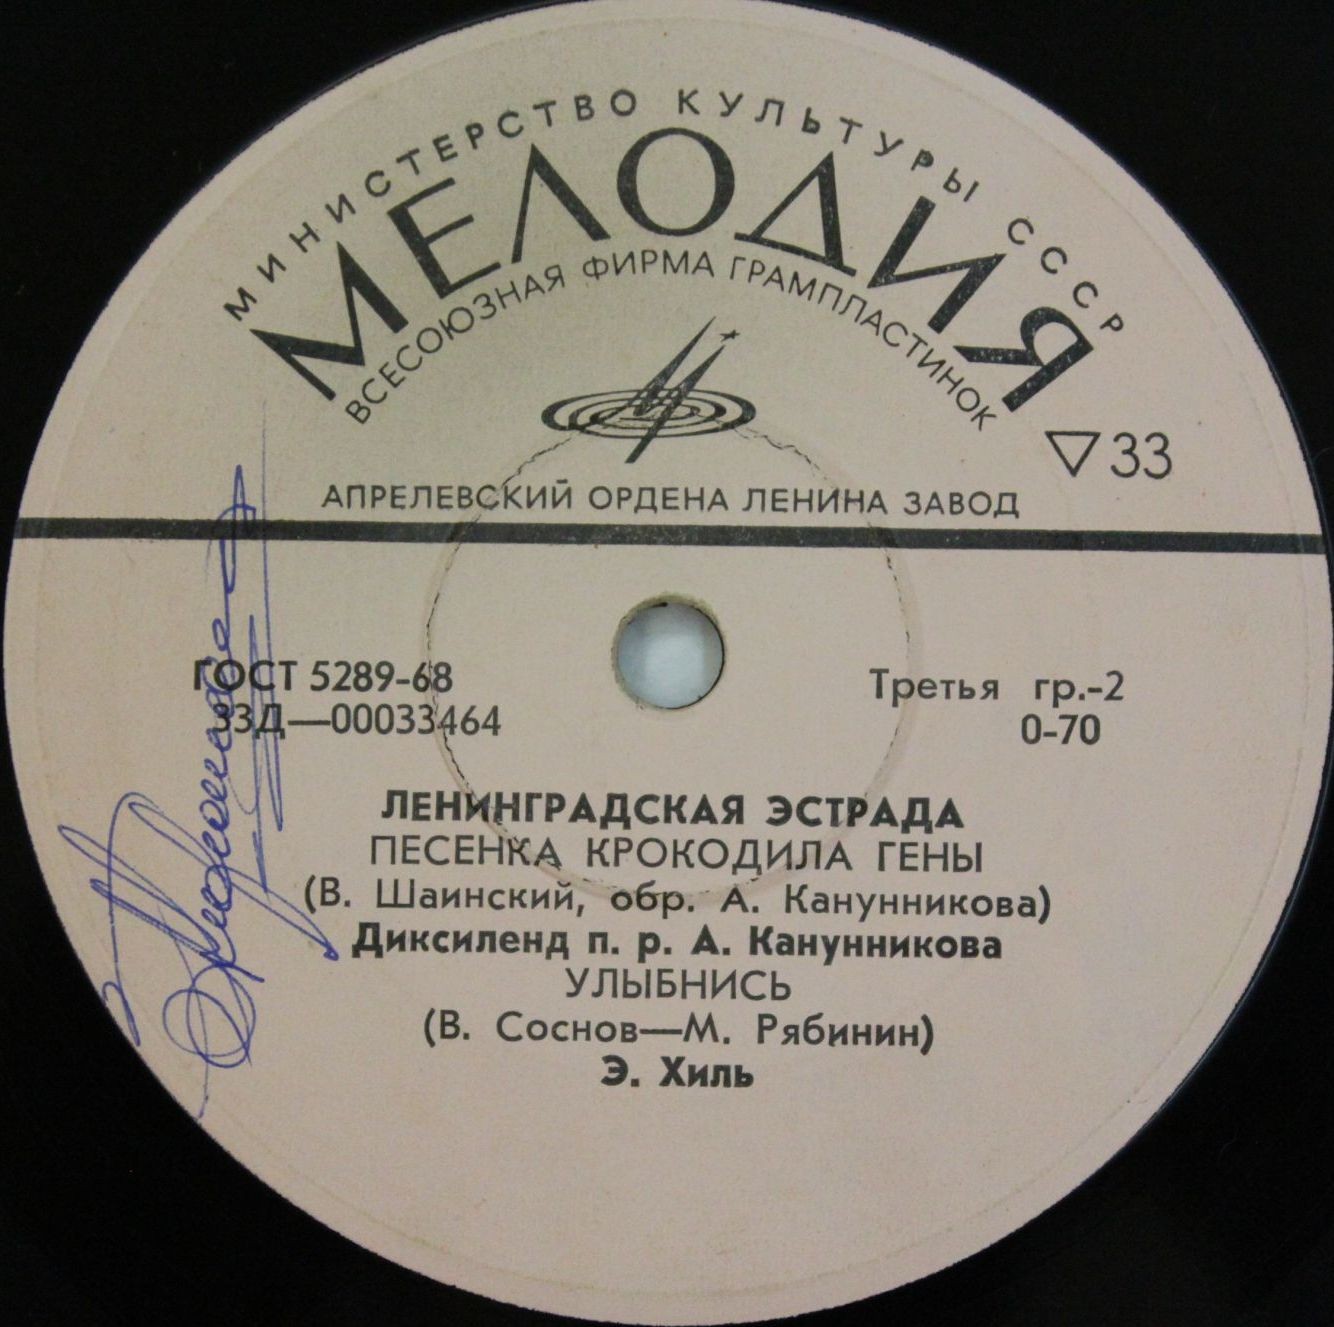 МИНИСТЕРСТВО КУЛЬТУРЫ СССР
МЕЛОДИЯ
ВСЕСОЮЗНАЯ ФИРМА ГРАМПЛАСТИНОК
▽33
АПРЕЛЕВСКИЙ ОРДЕНА ЛЕНИНА ЗАВОД
ГОСТ 5289-68
33Д—00033464
Третья гр.-2
0-70
ЛЕНИНГРАДСКАЯ ЭСТРАДА
ПЕСЕНКА КРОКОДИЛА ГЕНЫ
(В. Шаинский, обр. А. Канунникова)
Диксиленд п. р. А. Канунникова
УЛЫБНИСЬ
(В. Соснов—М. Рябинин)
Э. Хиль